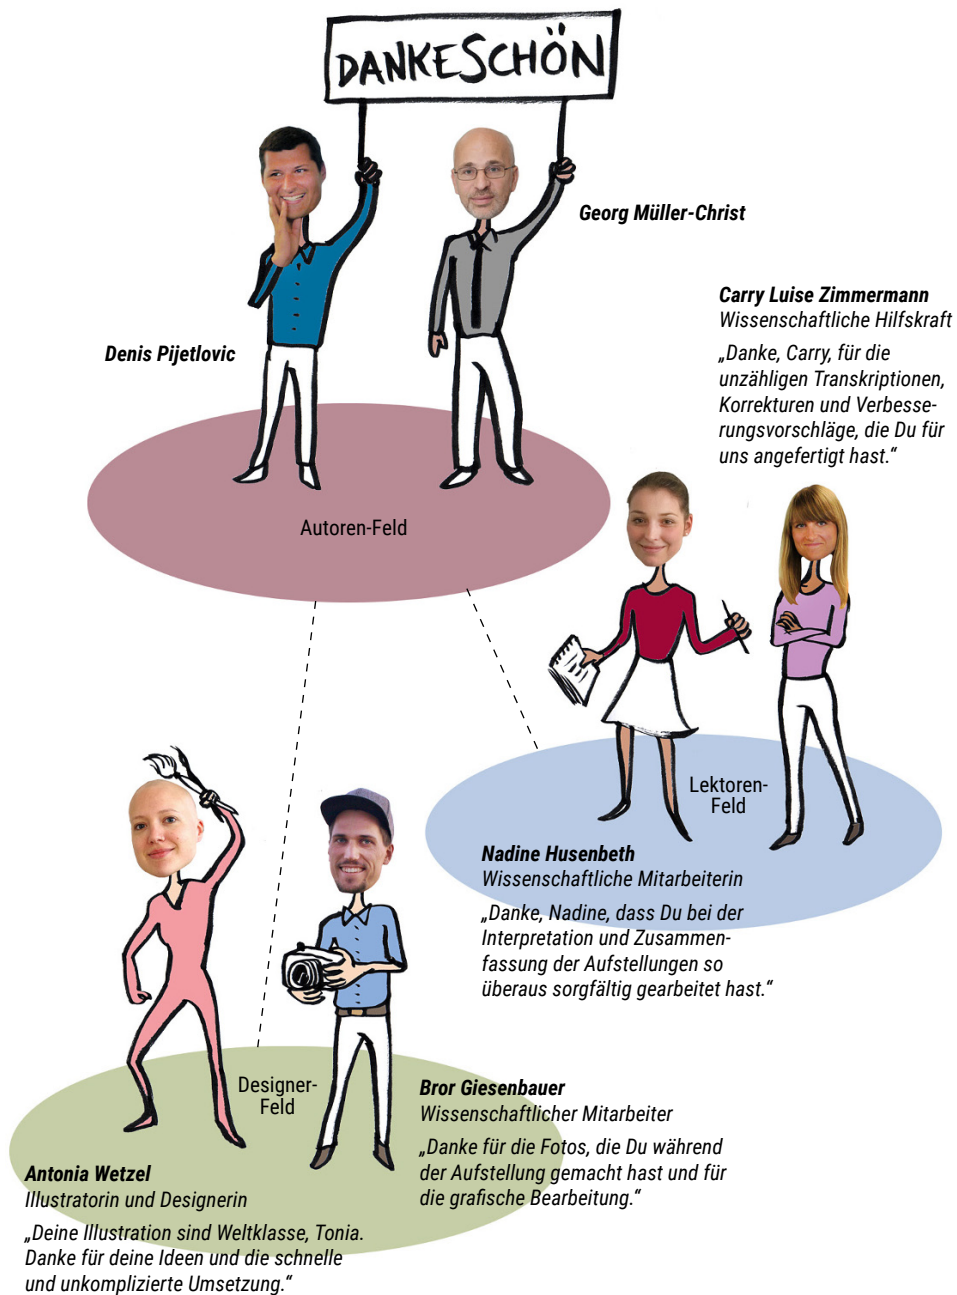 DANKESCHÖN
Georg Müller-Christ
Denis Pijetlovic
Autoren-Feld
Carry Luise Zimmermann
Wissenschaftliche Hilfskraft
„Danke, Carry, für die
unzähligen Transkriptionen,
Korrekturen und Verbesse-
rungsvorschläge, die Du für
uns angefertigt hast.“
Lektoren-
Feld
Nadine Husenbeth
Wissenschaftliche Mitarbeiterin
„Danke, Nadine, dass Du bei der
Interpretation und Zusammen-
fassung der Aufstellungen so
überaus sorgfältig gearbeitet hast.“
Designer-
Feld
Bror Giesenbauer
Wissenschaftlicher Mitarbeiter
„Danke für die Fotos, die Du während
der Aufstellung gemacht hast und für
die grafische Bearbeitung.“
Antonia Wetzel
Illustratorin und Designerin
„Deine Illustration sind Weltklasse, Tonia.
Danke für deine Ideen und die schnelle
und unkomplizierte Umsetzung.“